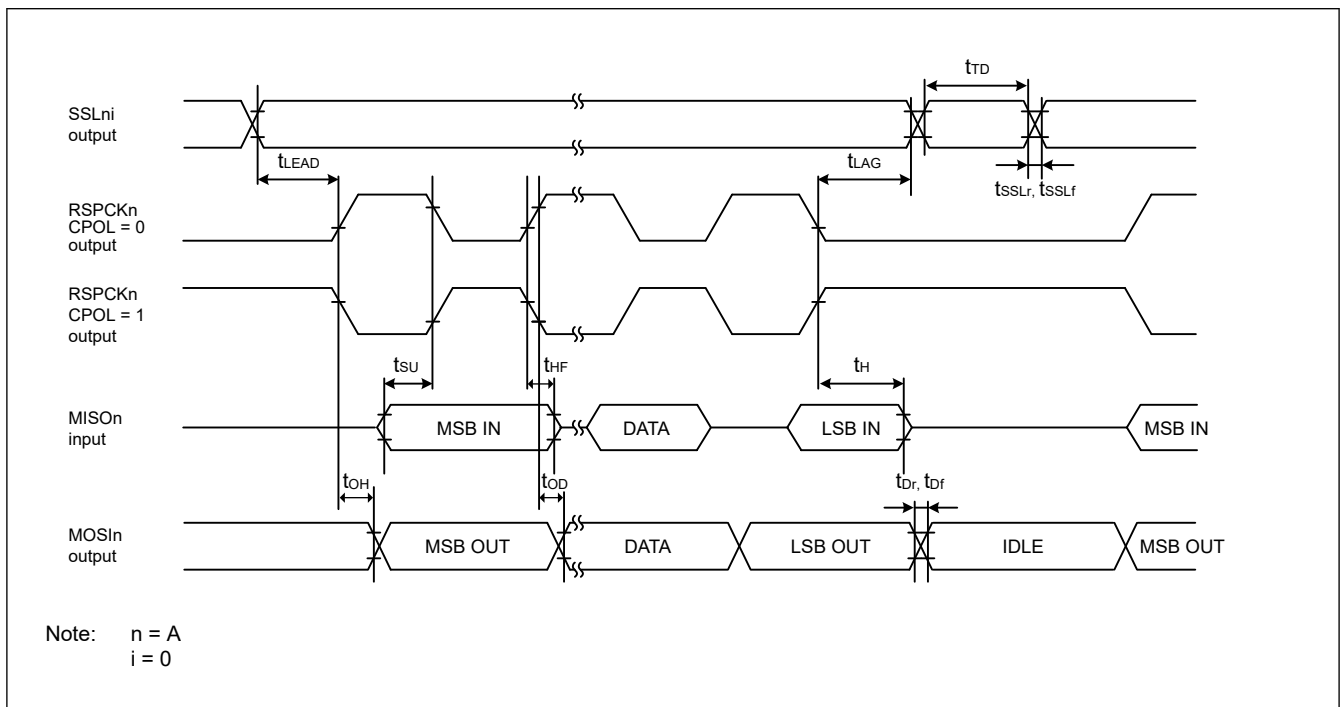 tTD
SSLni
output
tLEAD
tLAG
tSSLr, tSSLf
RSPCKn
CPOL = 0
output
RSPCKn
CPOL = 1
output
tSU
tHF
tH
MISOn
input
MSB IN
DATA
LSB IN
MSB IN
tOH
tOD
tDr, tDf
MOSIn
output
MSB OUT
DATA
LSB OUT
IDLE
MSB OUT
Note: n = A
i = 0